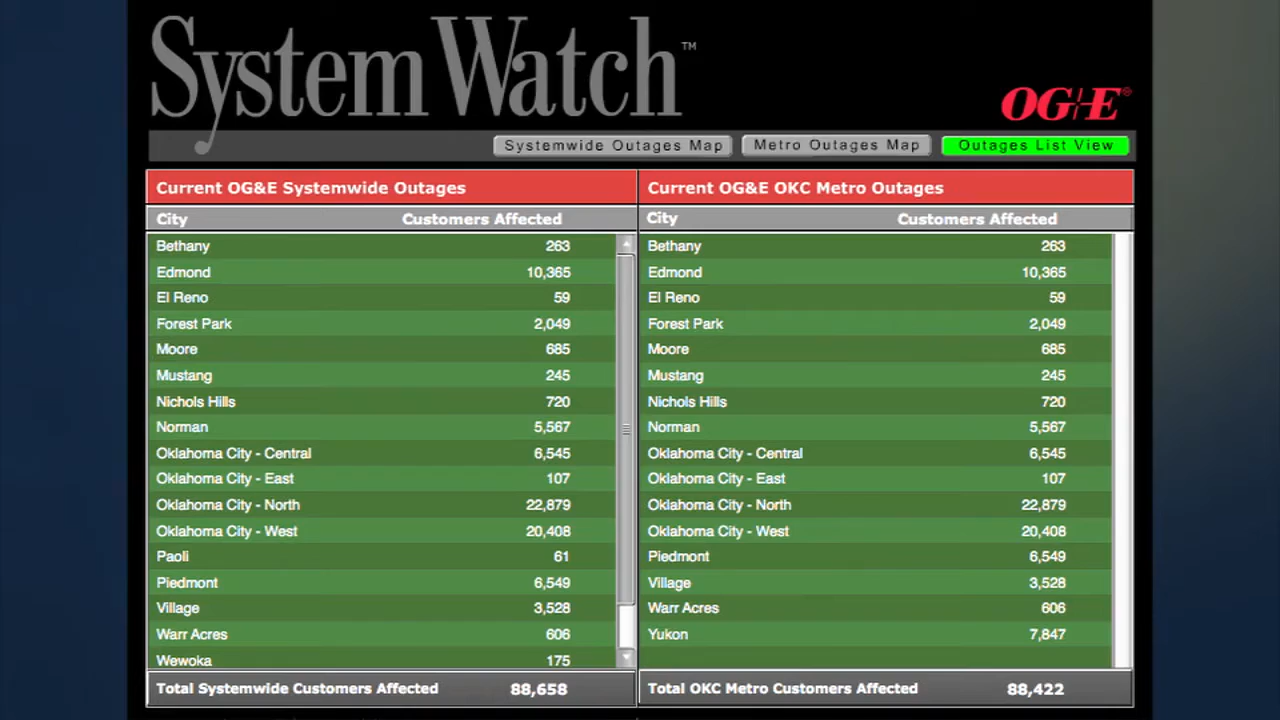 System Watch™
OG+E®
Systemwide Outages Map Metro Outages Map Outages List View
Current OG&E Systemwide Outages
City Customers Affected
Bethany 263
Edmond 10,365
El Reno 59
Forest Park 2,049
Moore 685
Mustang 245
Nichols Hills 720
Norman 5,567
Oklahoma City - Central 6,545
Oklahoma City - East 107
Oklahoma City - North 22,879
Oklahoma City - West 20,408
Paoli 61
Piedmont 6,549
Village 3,528
Warr Acres 606
Wewoka 175
Total Systemwide Customers Affected 88,658
Current OG&E OKC Metro Outages
City Customers Affected
Bethany 263
Edmond 10,365
El Reno 59
Forest Park 2,049
Moore 685
Mustang 245
Nichols Hills 720
Norman 5,567
Oklahoma City - Central 6,545
Oklahoma City - East 107
Oklahoma City - North 22,879
Oklahoma City - West 20,408
Piedmont 6,549
Village 3,528
Warr Acres 606
Yukon 7,847
Total OKC Metro Customers Affected 88,422